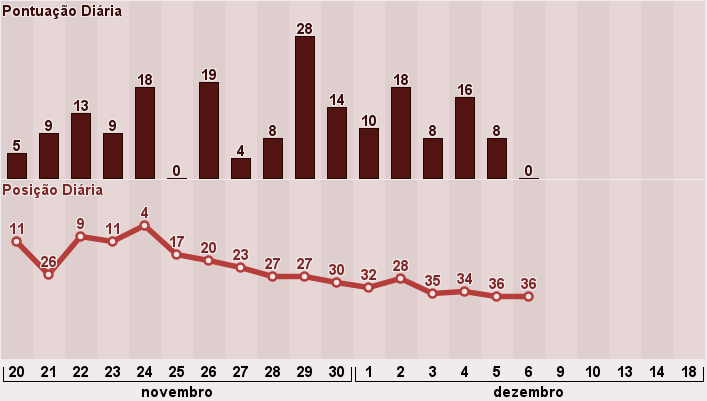 Pontuação Diária
5 9 13 9 18 0 19 4 8 28 14 10 18 8 16 8 0
Posição Diária
11 26 9 11 4 17 20 23 27 27 30 32 28 35 34 36 36
20 21 22 23 24 25 26 27 28 29 30 1 2 3 4 5 6 9 10 13 14 18
novembro dezembro